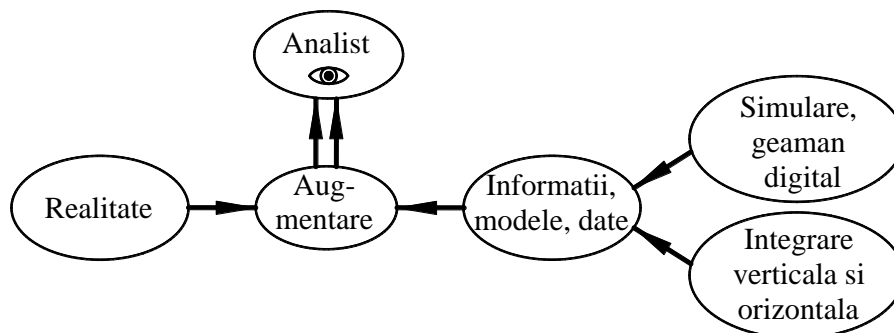 Analist
Simulare,
geaman
digital
Realitate
Aug-
mentare
Informatii,
modele, date
Integrare
verticala si
orizontala